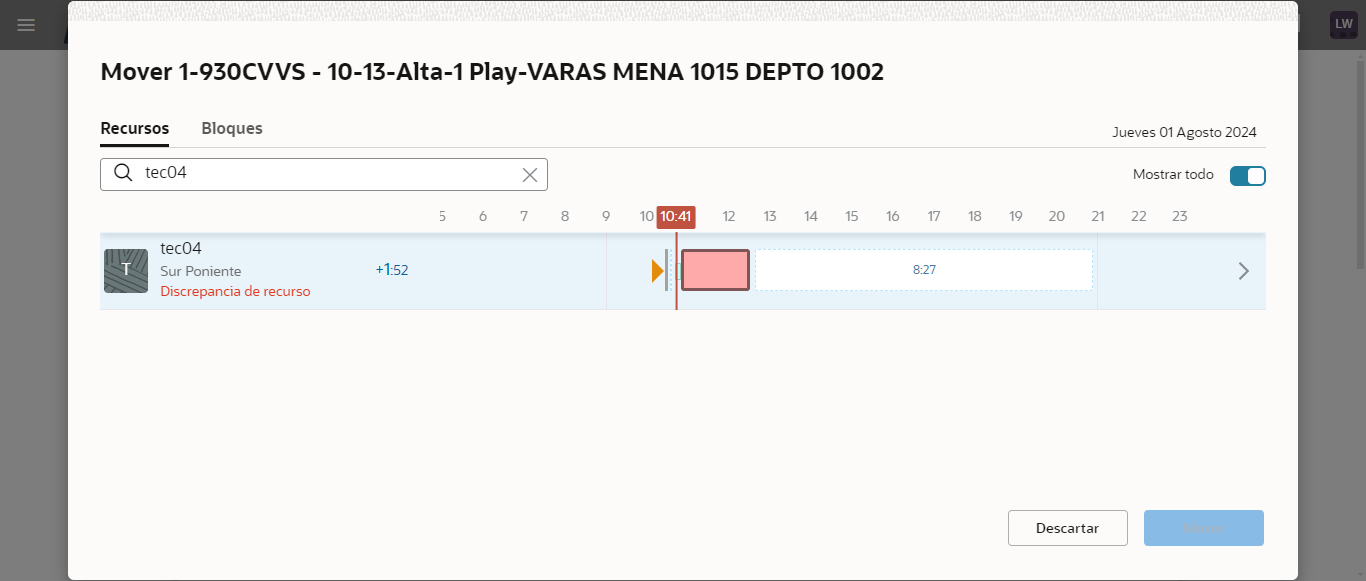 LW
Mover 1-930CVVS - 10-13-Alta-1 Play-VARAS MENA 1015 DEPTO 1002
Recursos Bloques
Jueves 01 Agosto 2024
tec04
Mostrar todo
5 6 7 8 9 10 10:41 12 13 14 15 16 17 18 19 20 21 22 23
T
tec04
Sur Poniente
Discrepancia de recurso
+1:52
8:27
Descartar